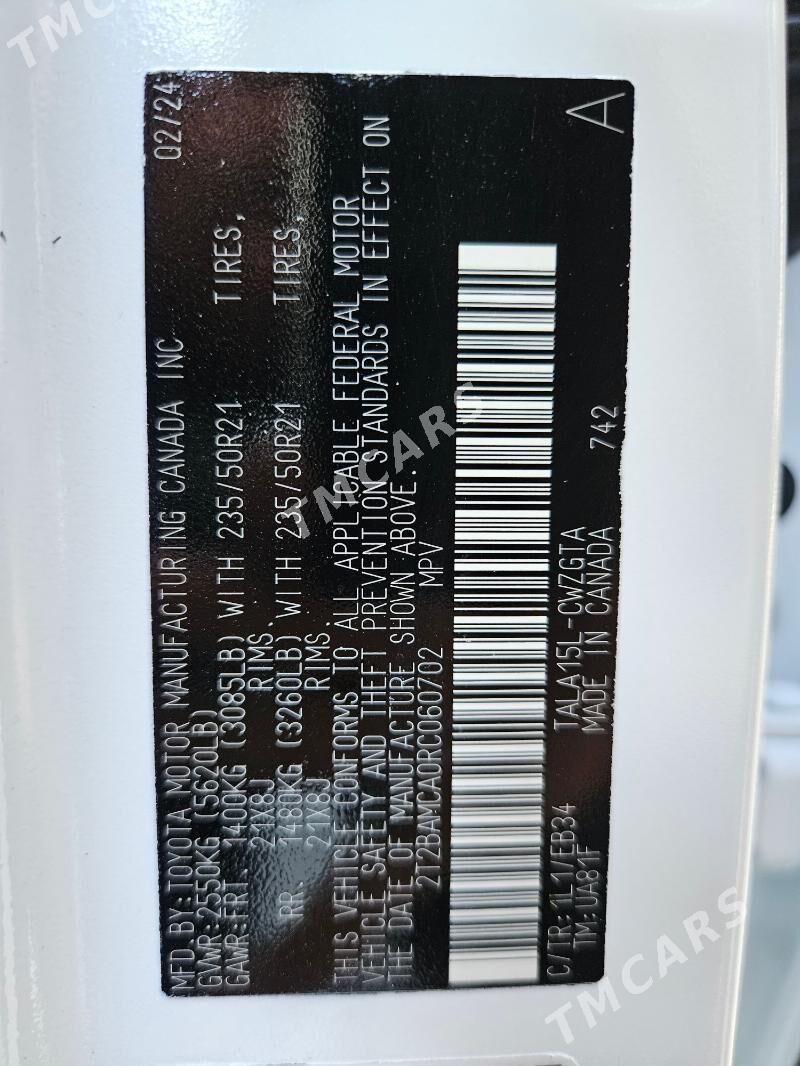 MFD. BY: TOYOTA MOTOR MANUFACTURING CANADA INC 02/24
GVWR: 2550KG (5620LB)
GAWR: FRT. 1400KG (3085LB) WITH 235/50R21 TIRES,
21X8J RIMS.
RR. 1480KG (3260LB) WITH 235/50R21 TIRES,
21X8J RIMS.
THIS VEHICLE CONFORMS TO ALL APPLICABLE FEDERAL MOTOR
VEHICLE SAFETY AND THEFT PREVENTION STANDARDS IN EFFECT ON
THE DATE OF MANUFACTURE SHOWN ABOVE.
2T2BAMCA0RC060702 MPV
C/TR: 1L1/EB34 TALA15L-CWZGTA
TM: UA81F MADE IN CANADA 742 A
TMCARS
TMCARS
TMCARS